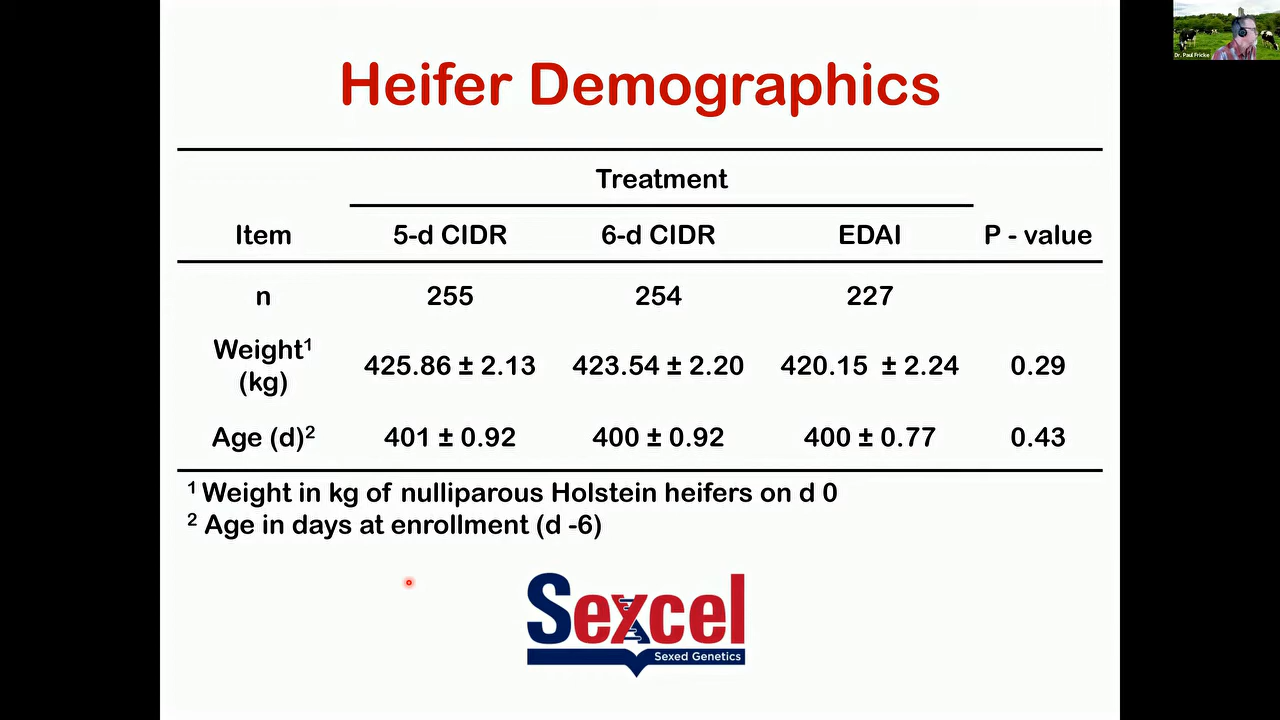 Dr. Paul Fricke
Heifer Demographics
Treatment
Item 5-d CIDR 6-d CIDR EDAI P - value
n 255 254 227
Weight¹ (kg) 425.86 ± 2.13 423.54 ± 2.20 420.15 ± 2.24 0.29
Age (d)² 401 ± 0.92 400 ± 0.92 400 ± 0.77 0.43
¹ Weight in kg of nulliparous Holstein heifers on d 0
² Age in days at enrollment (d -6)
Sexcel
Sexed Genetics